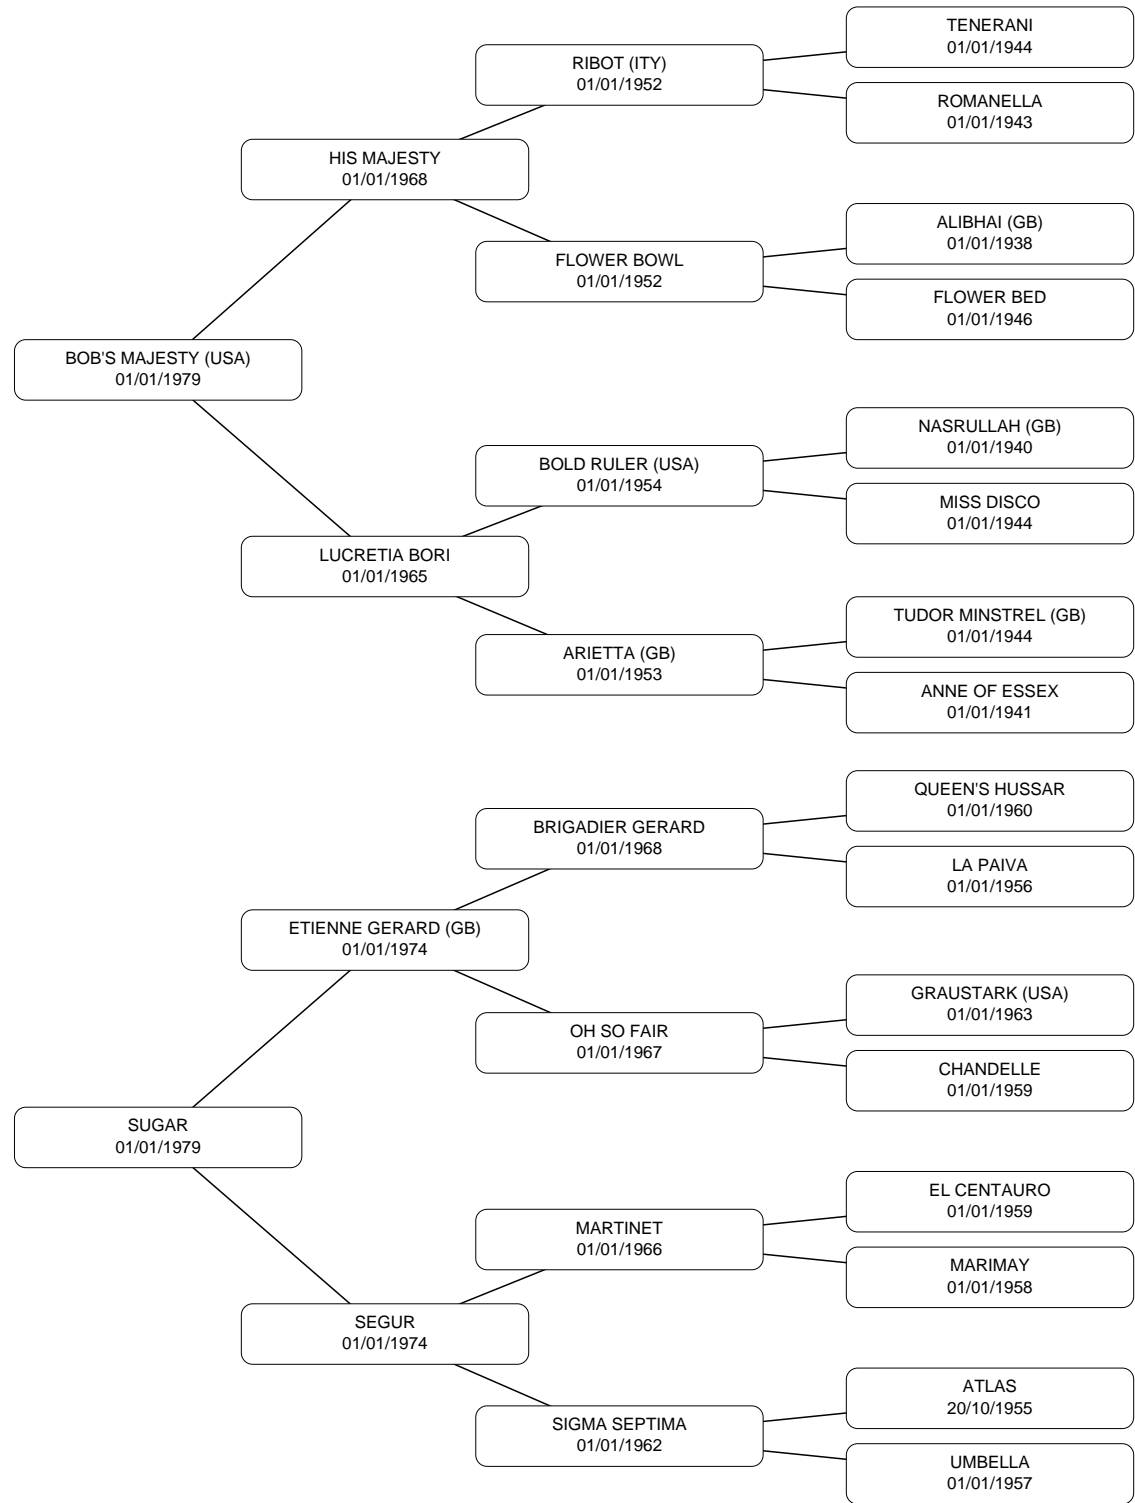 TENERANI
01/01/1944
RIBOT (ITY)
01/01/1952
ROMANELLA
01/01/1943
HIS MAJESTY
01/01/1968
ALIBHAI (GB)
01/01/1938
FLOWER BOWL
01/01/1952
FLOWER BED
01/01/1946
BOB'S MAJESTY (USA)
01/01/1979
NASRULLAH (GB)
01/01/1940
BOLD RULER (USA)
01/01/1954
MISS DISCO
01/01/1944
LUCRETIA BORI
01/01/1965
TUDOR MINSTREL (GB)
01/01/1944
ARIETTA (GB)
01/01/1953
ANNE OF ESSEX
01/01/1941
QUEEN'S HUSSAR
01/01/1960
BRIGADIER GERARD
01/01/1968
LA PAIVA
01/01/1956
ETIENNE GERARD (GB)
01/01/1974
GRAUSTARK (USA)
01/01/1963
OH SO FAIR
01/01/1967
CHANDELLE
01/01/1959
SUGAR
01/01/1979
EL CENTAURO
01/01/1959
MARTINET
01/01/1966
MARIMAY
01/01/1958
SEGUR
01/01/1974
ATLAS
20/10/1955
SIGMA SEPTIMA
01/01/1962
UMBELLA
01/01/1957